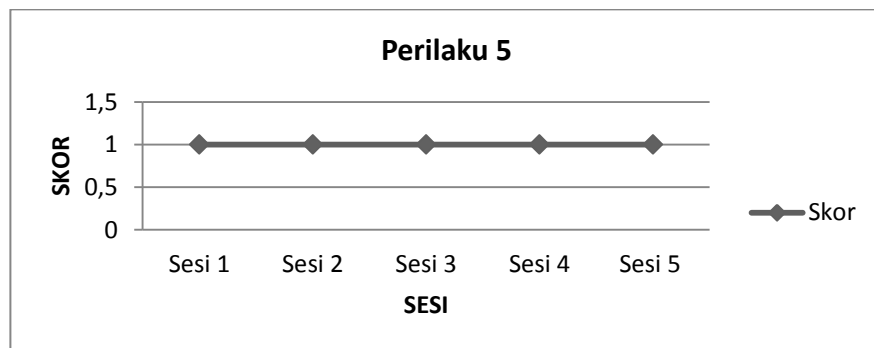 Perilaku 5
1,5
1
0,5
0
SKOR
Sesi 1 Sesi 2 Sesi 3 Sesi 4 Sesi 5
SESI
Skor